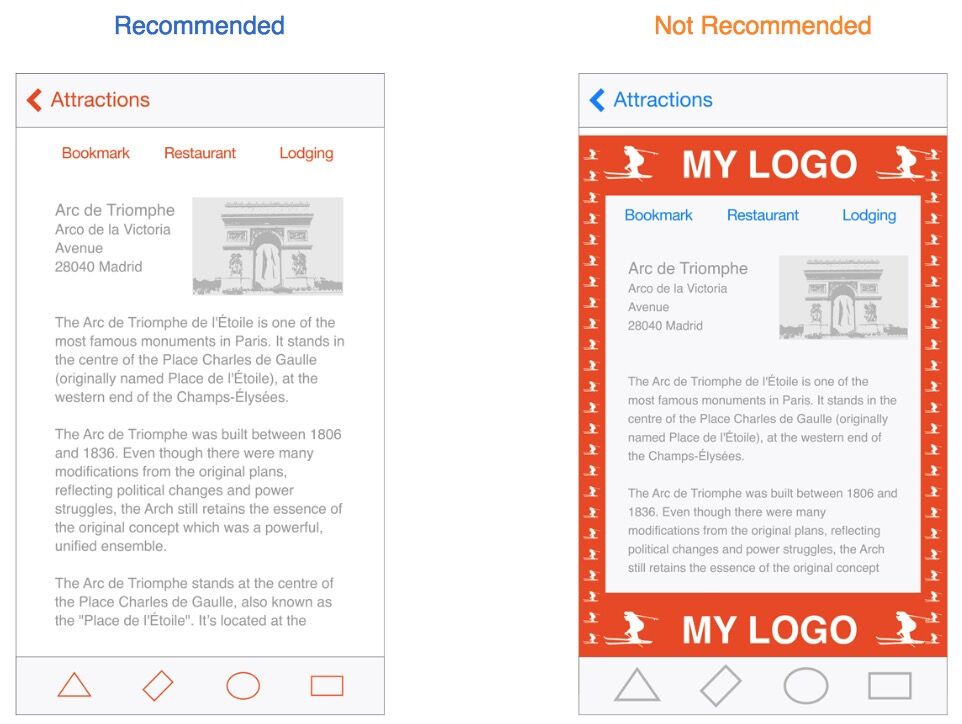 Recommended
Attractions
Bookmark Restaurant Lodging
Arc de Triomphe
Arco de la Victoria
Avenue
28040 Madrid
The Arc de Triomphe de l'Étoile is one of the
most famous monuments in Paris. It stands in
the centre of the Place Charles de Gaulle
(originally named Place de l'Étoile), at the
western end of the Champs-Élysées.
The Arc de Triomphe was built between 1806
and 1836. Even though there were many
modifications from the original plans,
reflecting political changes and power
struggles, the Arch still retains the essence of
the original concept which was a powerful,
unified ensemble.
The Arc de Triomphe stands at the centre of
the Place Charles de Gaulle, also known as
the "Place de l'Étoile". It's located at the
Not Recommended
Attractions
MY LOGO
Bookmark Restaurant Lodging
Arc de Triomphe
Arco de la Victoria
Avenue
28040 Madrid
The Arc de Triomphe de l'Étoile is one of the
most famous monuments in Paris. It stands in the
centre of the Place Charles de Gaulle (originally
named Place de l'Étoile), at the western end of
the Champs-Élysées.
The Arc de Triomphe was built between 1806 and
1836. Even though there were many
modifications from the original plans, reflecting
political changes and power struggles, the Arch
still retains the essence of the original concept
MY LOGO